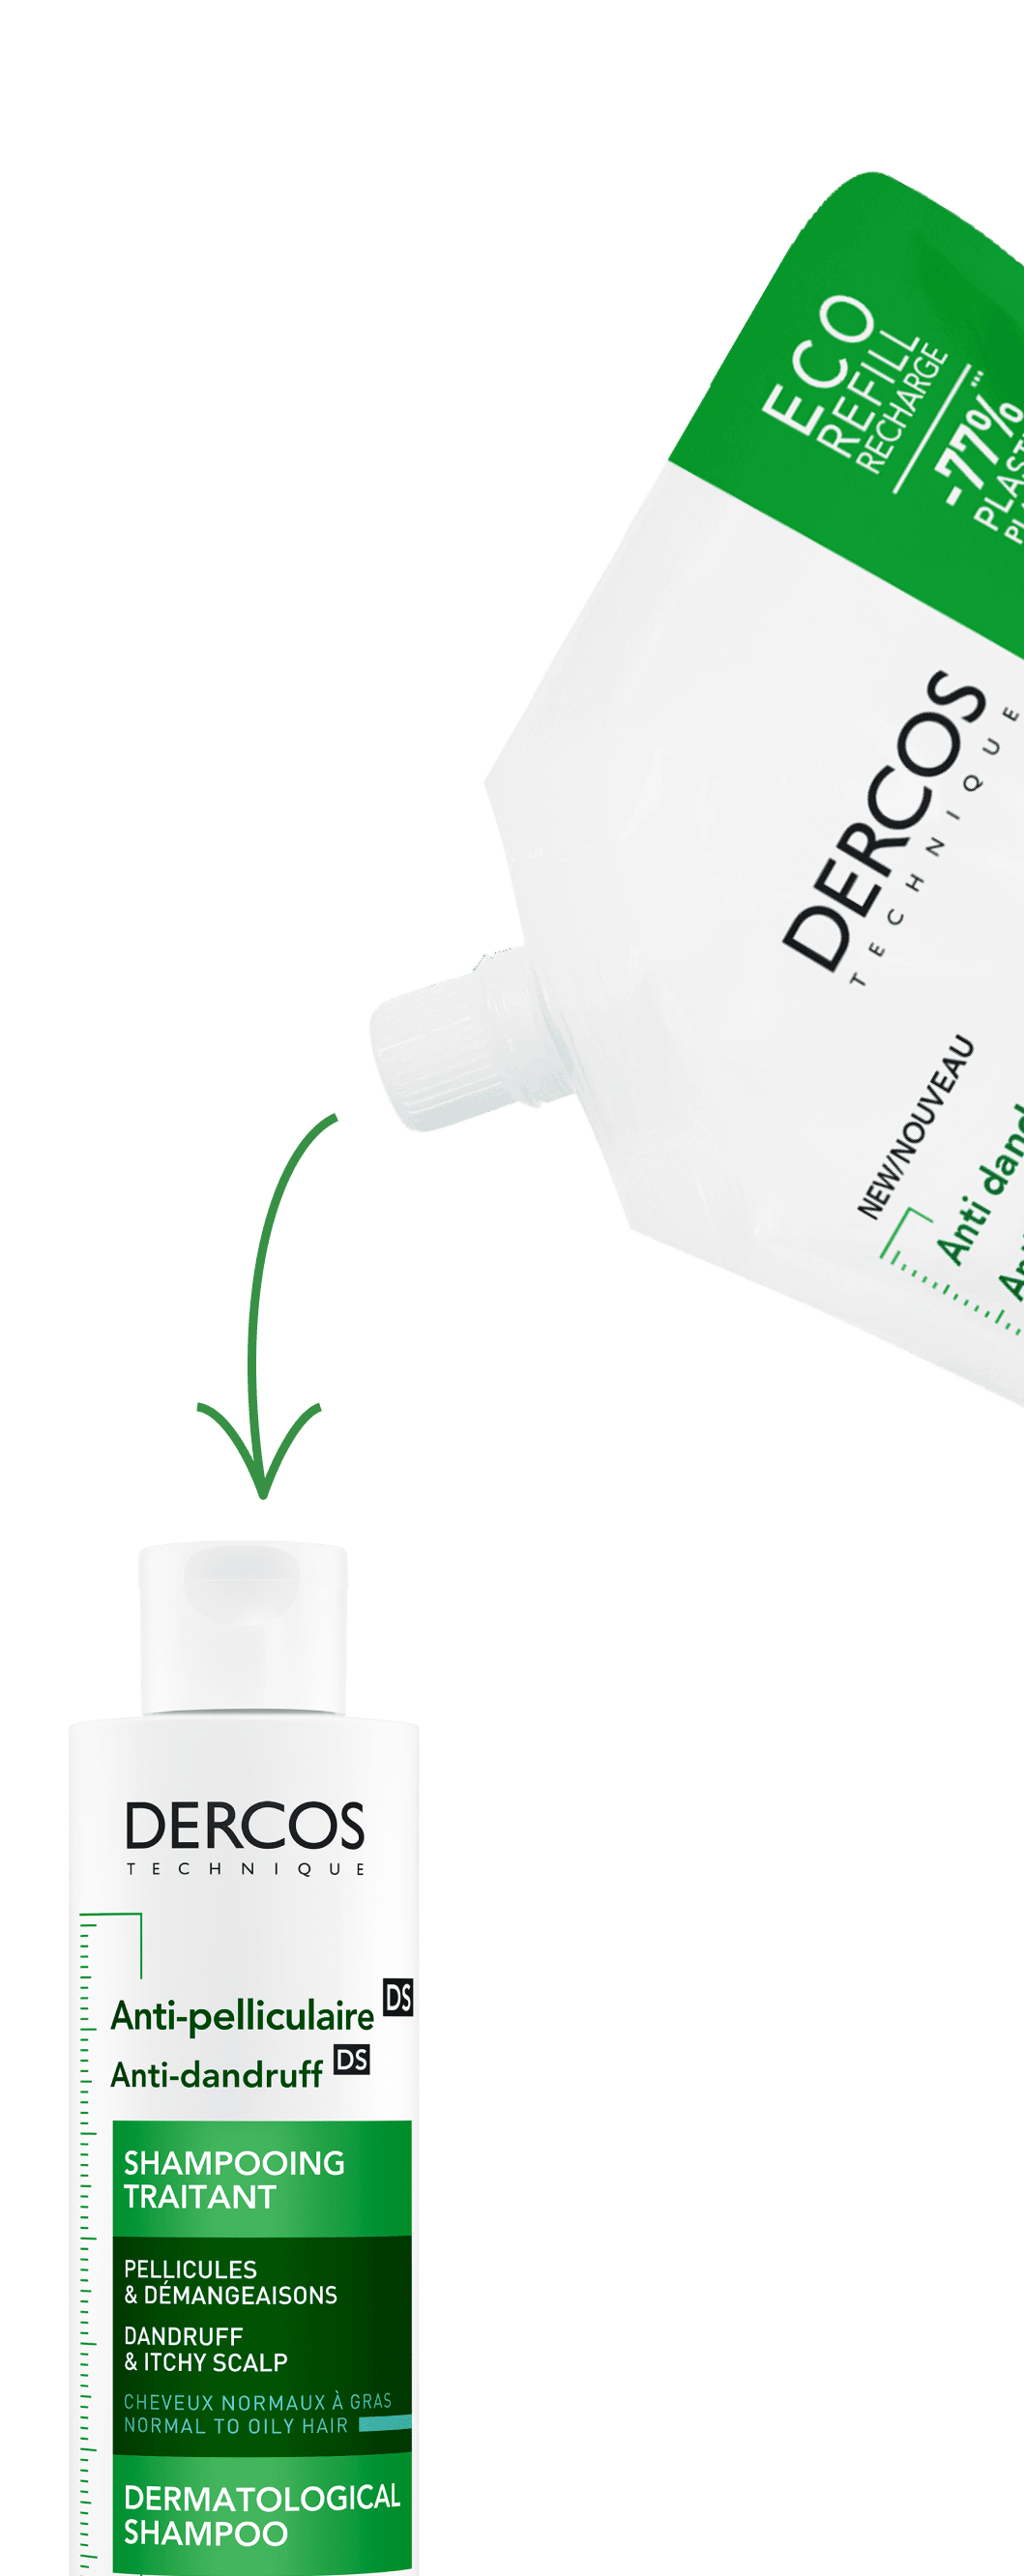 ECO
REFILL
RECHARGE
-77%***
DERCOS
TECHNIQUE
NEW/NOUVEAU
Anti
DERCOS
TECHNIQUE
Anti-pelliculaire DS
Anti-dandruff DS
SHAMPOOING
TRAITANT
PELLICULES
& DÉMANGEAISONS
DANDRUFF
& ITCHY SCALP
CHEVEUX NORMAUX À GRAS
NORMAL TO OILY HAIR
DERMATOLOGICAL
SHAMPOO